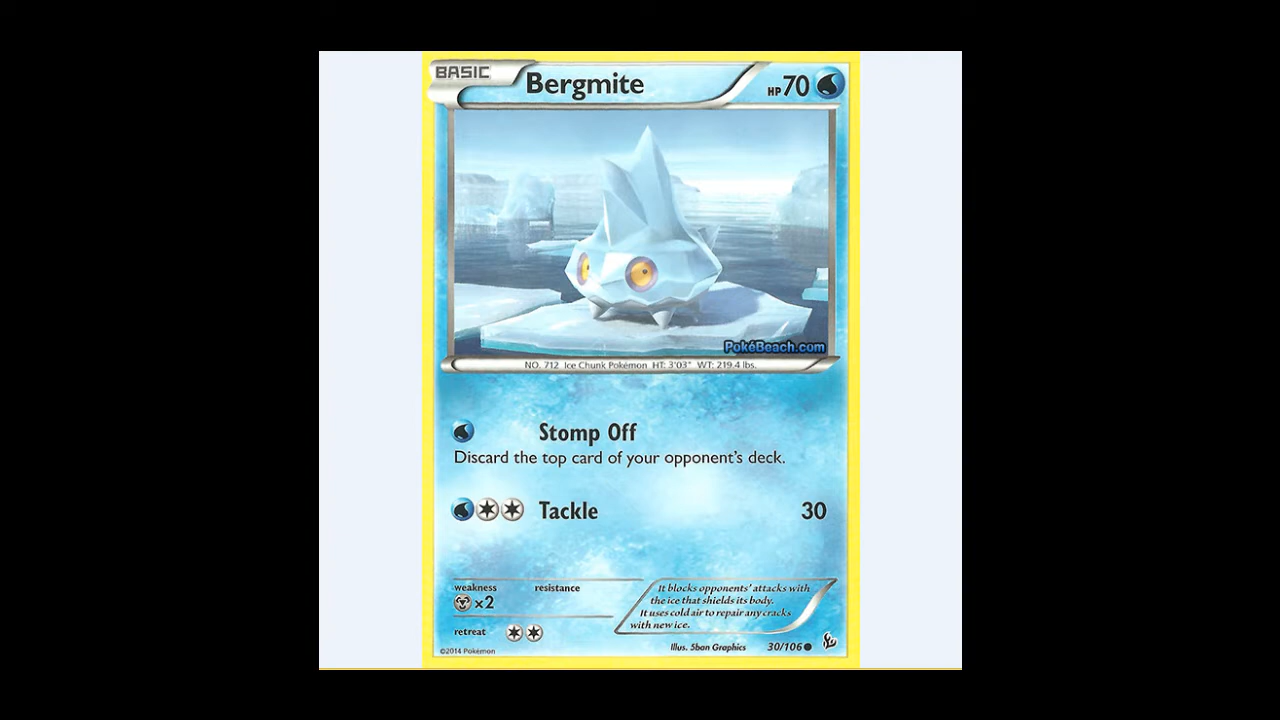 BASIC
Bergmite
HP 70
PokéBeach.com
NO. 712 Ice Chunk Pokémon HT: 3'03" WT: 219.4 lbs.
Stomp Off
Discard the top card of your opponent's deck.
Tackle 30
weakness resistance
×2
It blocks opponents' attacks with
the ice that shields its body.
It uses cold air to repair any cracks
with new ice.
retreat
Illus. 5ban Graphics 30/106
©2014 Pokémon